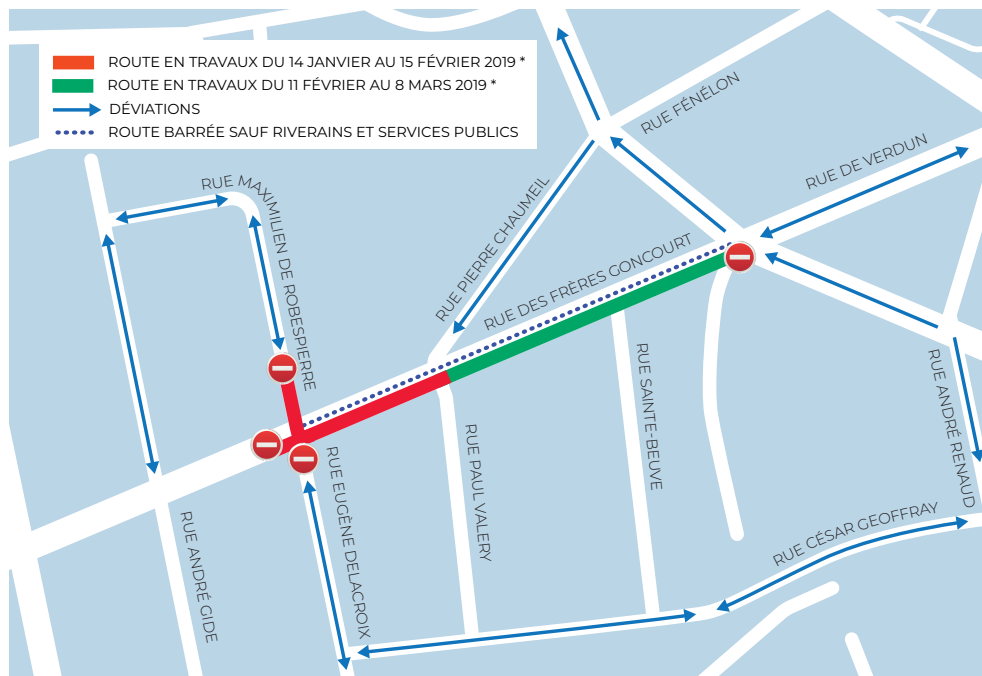 ROUTE EN TRAVAUX DU 14 JANVIER AU 15 FÉVRIER 2019 *
ROUTE EN TRAVAUX DU 11 FÉVRIER AU 8 MARS 2019 *
DÉVIATIONS
ROUTE BARRÉE SAUF RIVERAINS ET SERVICES PUBLICS
RUE FÉNÉLON
RUE DE VERDUN
RUE MAXIMILIEN DE ROBESPIERRE
RUE PIERRE CHAUMEIL
RUE DES FRÈRES GONCOURT
RUE SAINTE-BEUVE
RUE ANDRÉ RENAUD
RUE PAUL VALERY
RUE EUGÈNE DELACROIX
RUE ANDRÉ GIDE
RUE CÉSAR GEOFFRAY